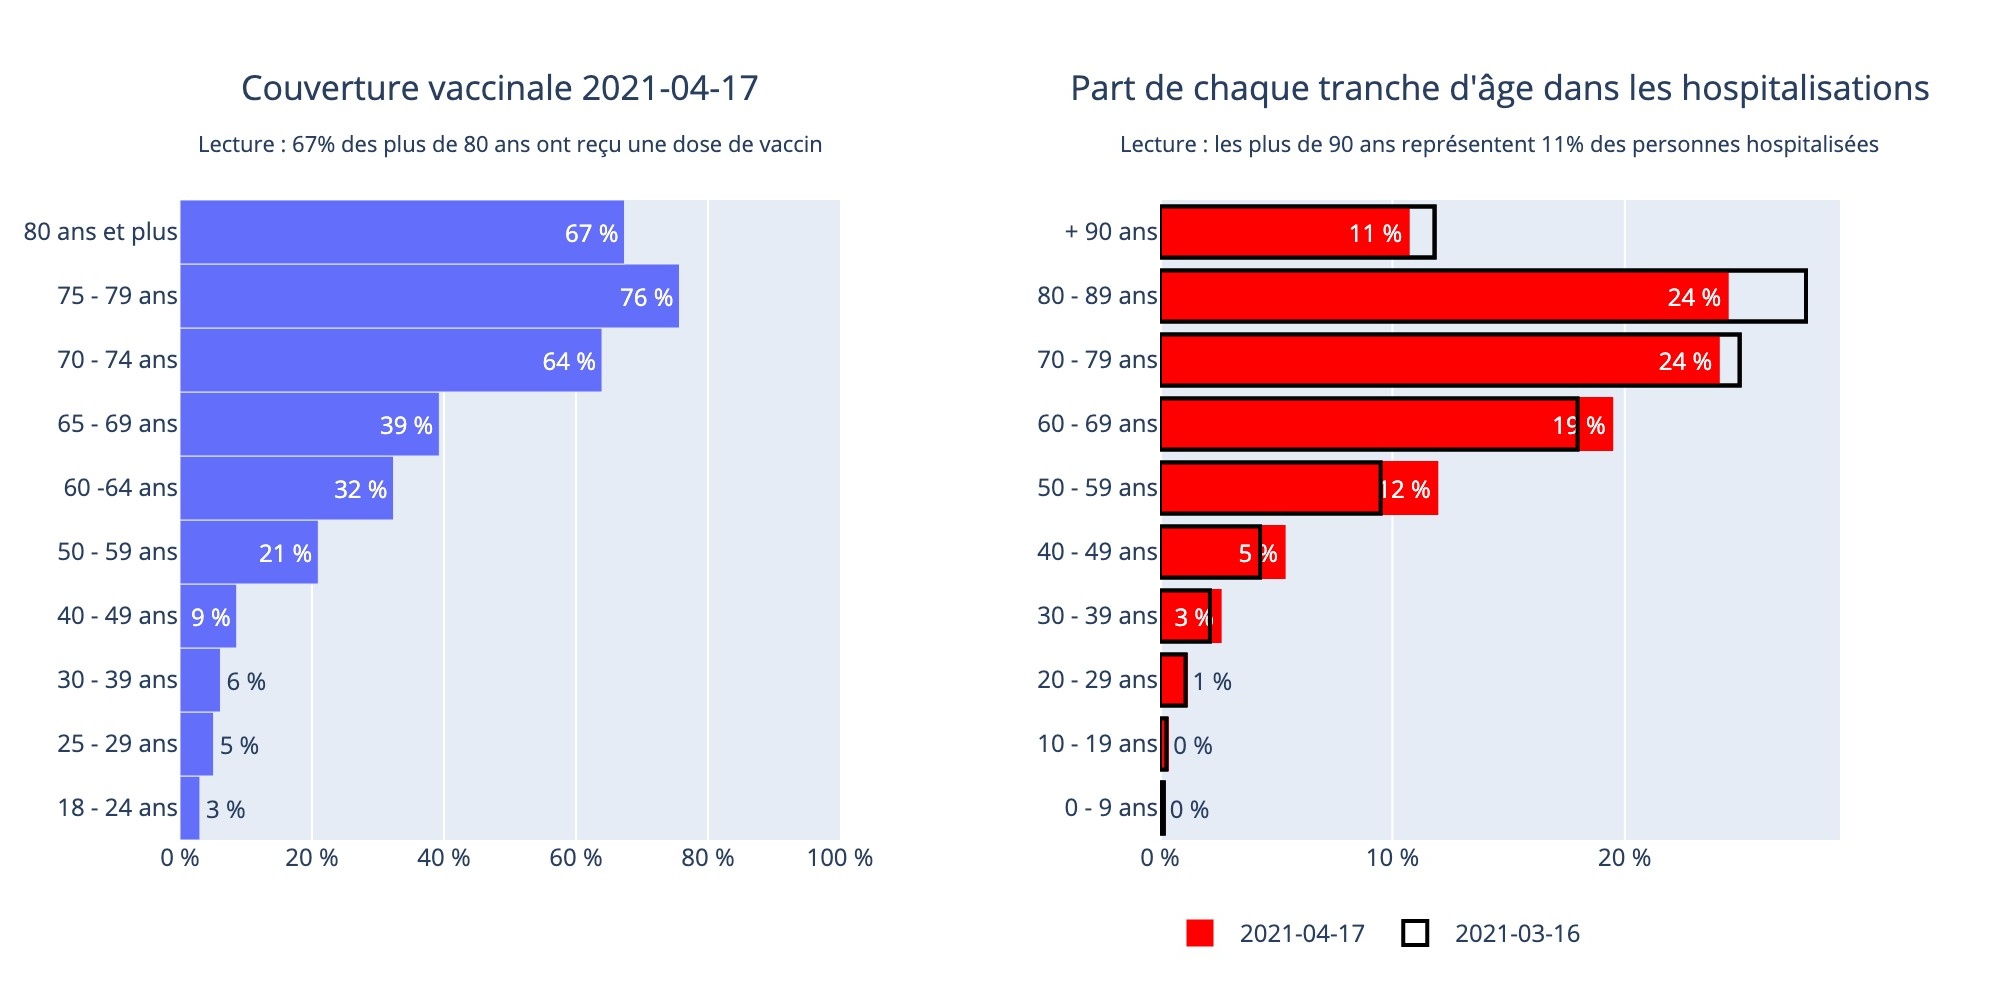 Couverture vaccinale 2021-04-17
Lecture : 67% des plus de 80 ans ont reçu une dose de vaccin
80 ans et plus 67 %
75 - 79 ans 76 %
70 - 74 ans 64 %
65 - 69 ans 39 %
60 -64 ans 32 %
50 - 59 ans 21 %
40 - 49 ans 9 %
30 - 39 ans 6 %
25 - 29 ans 5 %
18 - 24 ans 3 %
0 % 20 % 40 % 60 % 80 % 100 %
Part de chaque tranche d'âge dans les hospitalisations
Lecture : les plus de 90 ans représentent 11% des personnes hospitalisées
+ 90 ans 11 %
80 - 89 ans 24 %
70 - 79 ans 24 %
60 - 69 ans 19 %
50 - 59 ans 12 %
40 - 49 ans 5 %
30 - 39 ans 3 %
20 - 29 ans 1 %
10 - 19 ans 0 %
0 - 9 ans 0 %
0 % 10 % 20 %
2021-04-17 2021-03-16